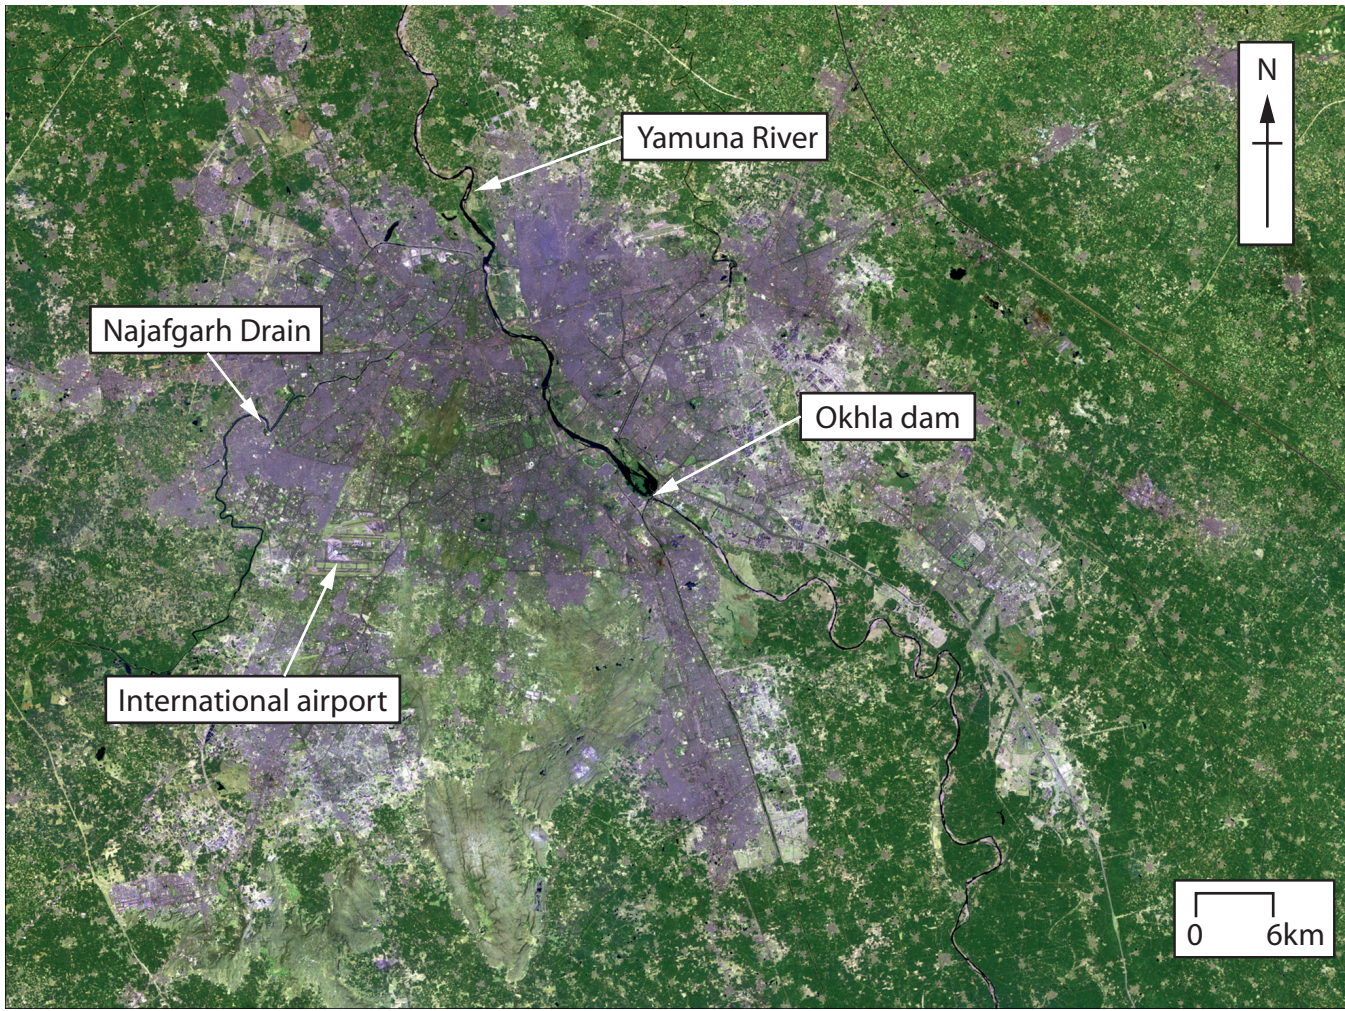 N
Yamuna River
Najafgarh Drain
Okhla dam
International airport
0 6km